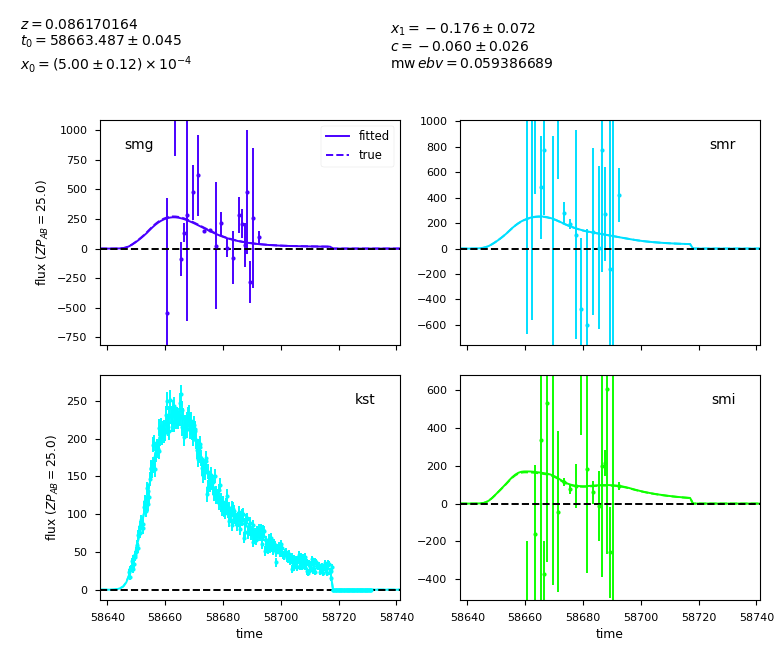 z = 0.086170164
t₀ = 58663.487 ± 0.045
x₀ = (5.00 ± 0.12) × 10⁻⁴
x₁ = −0.176 ± 0.072
c = −0.060 ± 0.026
mw ebv = 0.059386689
smg
fitted
true
1000
750
500
250
0
−250
−500
−750
flux (ZP_AB = 25.0)
smr
1000
800
600
400
200
0
−200
−400
−600
kst
250
200
150
100
50
0
flux (ZP_AB = 25.0)
58640 58660 58680 58700 58720 58740
time
smi
600
400
200
0
−200
−400
58640 58660 58680 58700 58720 58740
time